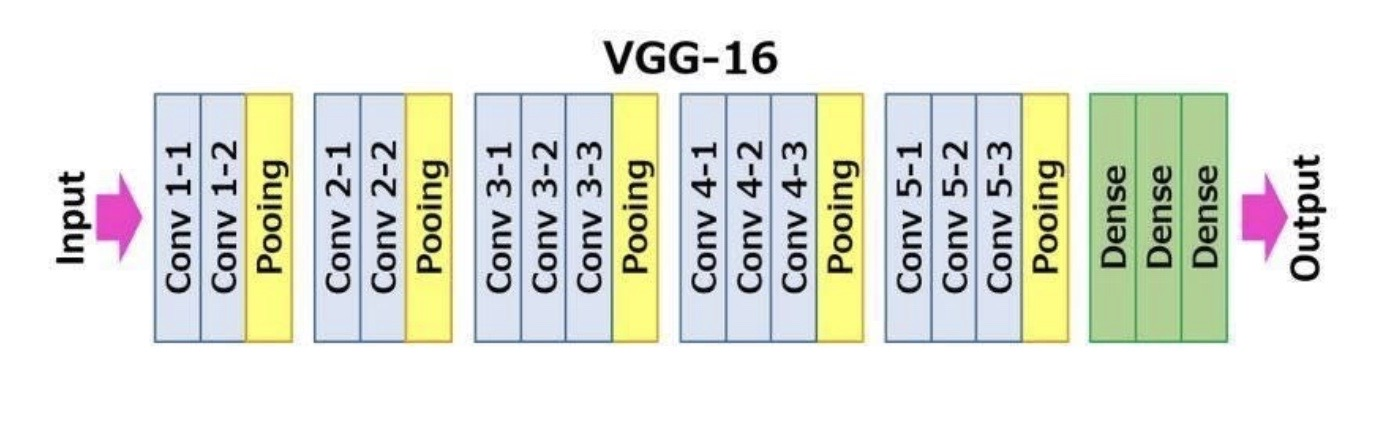 VGG-16
Input
Conv 1-1
Conv 1-2
Pooing
Conv 2-1
Conv 2-2
Pooing
Conv 3-1
Conv 3-2
Conv 3-3
Pooing
Conv 4-1
Conv 4-2
Conv 4-3
Pooing
Conv 5-1
Conv 5-2
Conv 5-3
Pooing
Dense
Dense
Dense
Output